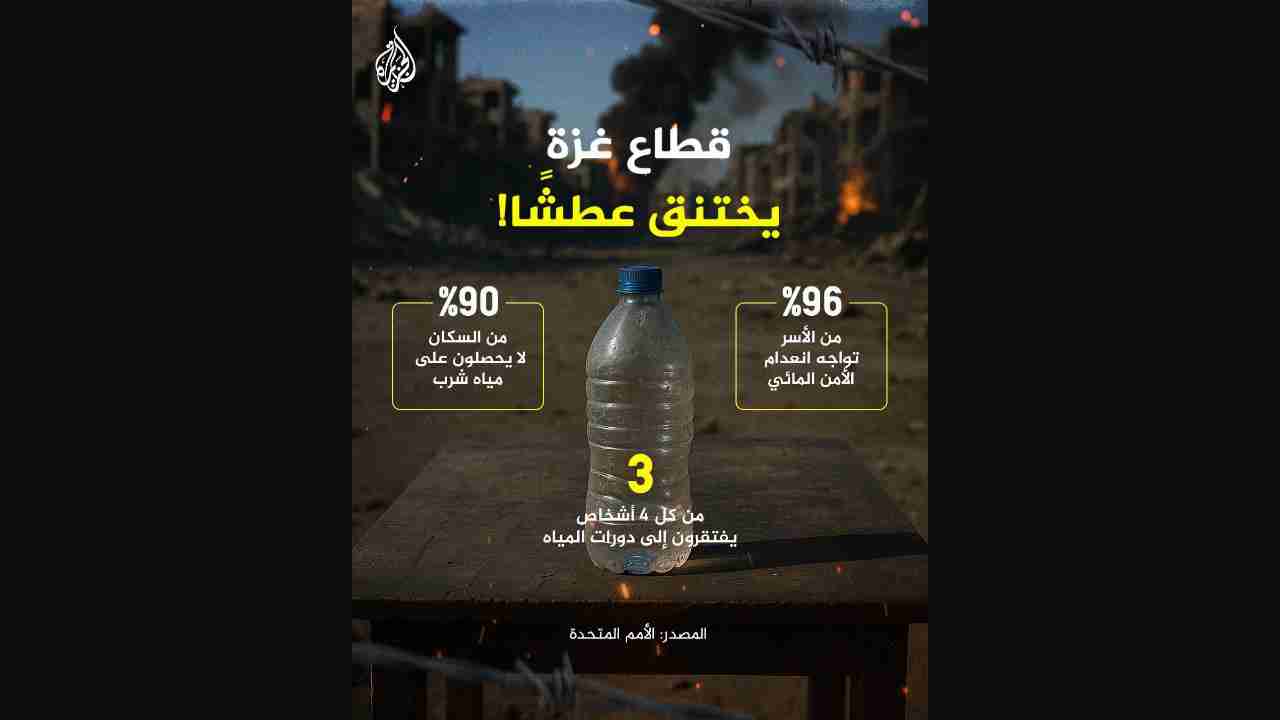 الجزيرة
قطاع غزة
يختنق عطشًا!
%96
من الأسر
تواجه انعدام
الأمن المائي
%90
من السكان
لا يحصلون على
مياه شرب
3
من كل 4 أشخاص
يفتقرون إلى دورات المياه
المصدر: الأمم المتحدة